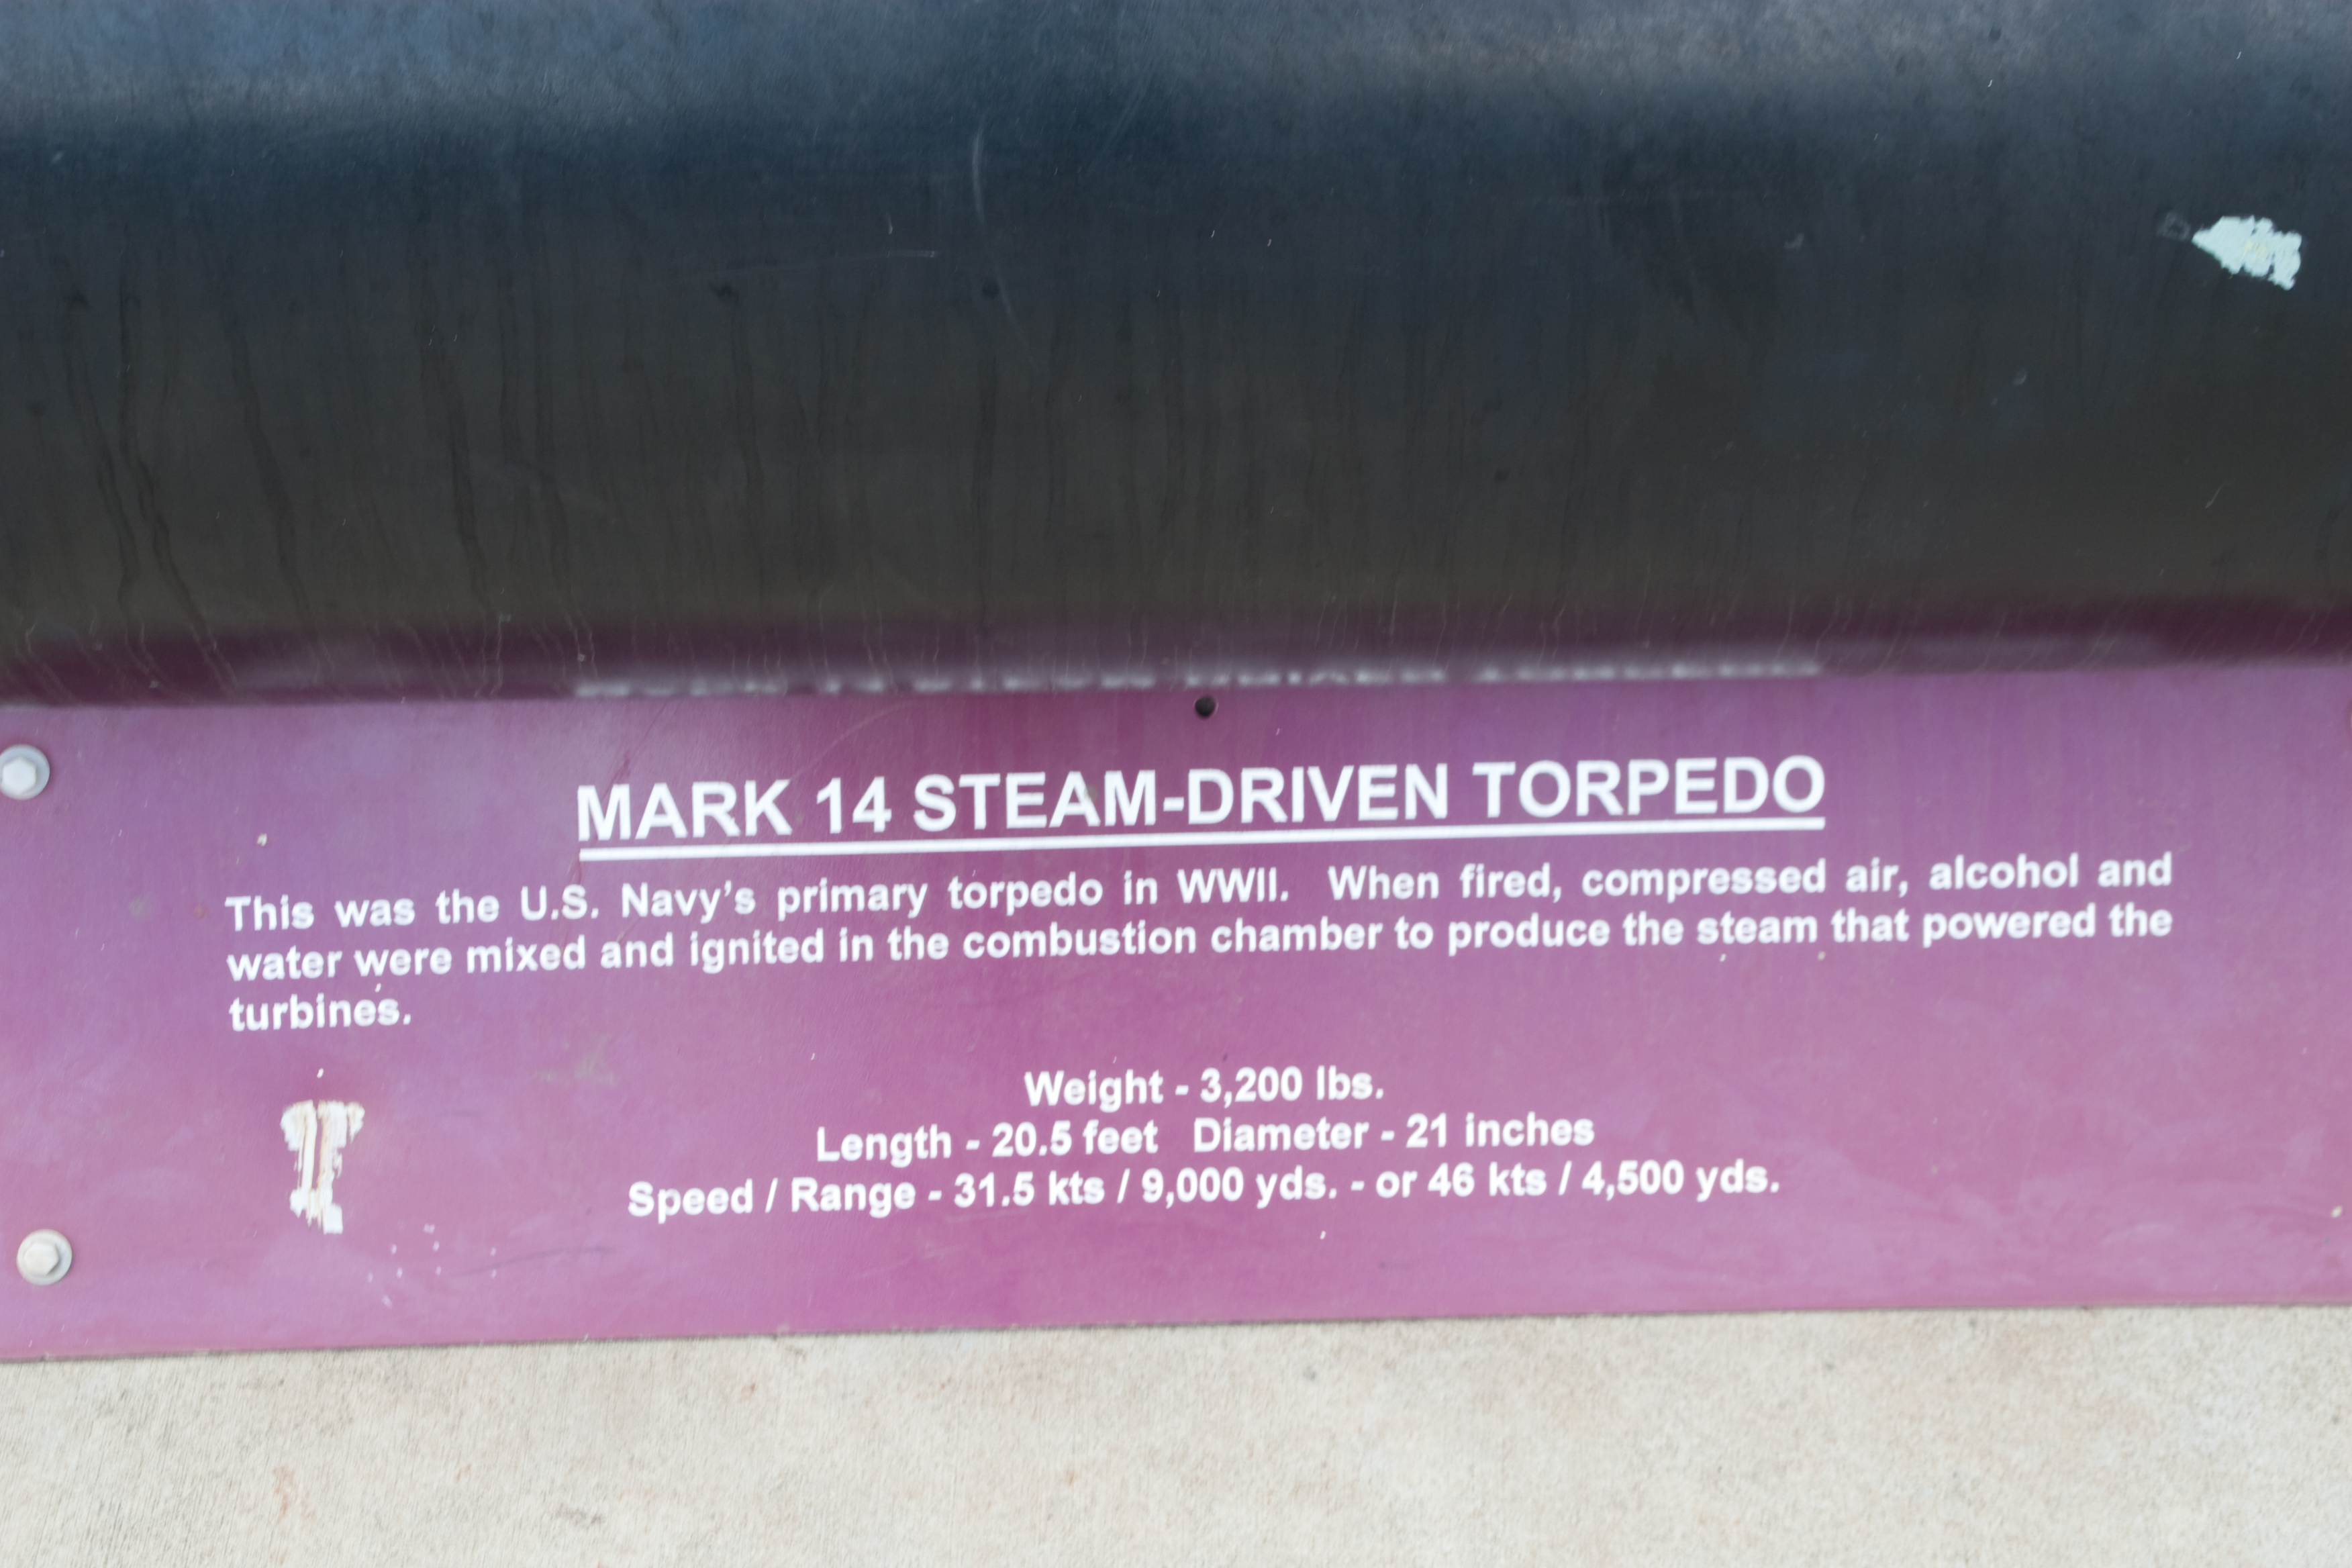 MARK 14 STEAM-DRIVEN TORPEDO
This was the U.S. Navy's primary torpedo in WWII. When fired, compressed air, alcohol and
water were mixed and ignited in the combustion chamber to produce the steam that powered the
turbines.
Weight - 3,200 lbs.
Length - 20.5 feet Diameter - 21 inches
Speed / Range - 31.5 kts / 9,000 yds. - or 46 kts / 4,500 yds.